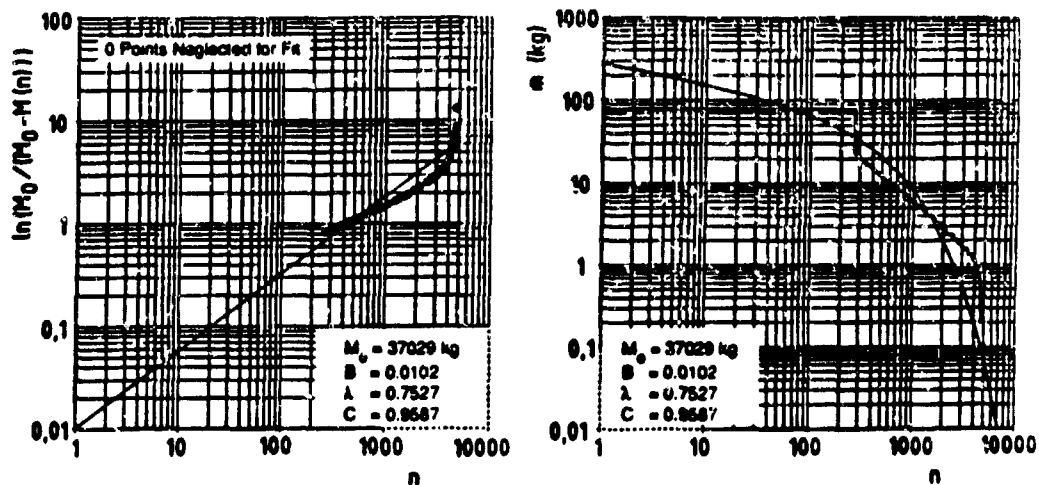 ln(M0/(M0-M(n)))
100
10
1
0,1
0,01
0 Points Neglected for Fit
M0 = 37029 kg
B = 0.0102
λ = 0.7527
C = 0.9587
1 10 100 1000 10000
n
m (kg)
1000
100
10
1
0,1
0,01
M0 = 37029 kg
B = 0.0102
λ = 0.7527
C = 0.9587
1 10 100 1000 10000
n